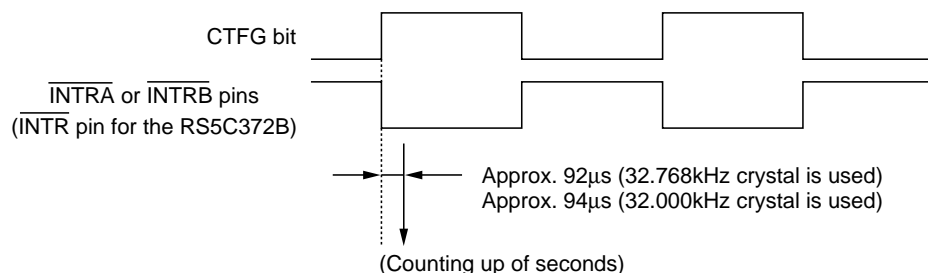 CTFG bit
INTRA or INTRB pins
(INTR pin for the RS5C372B)
Approx. 92µs (32.768kHz crystal is used)
Approx. 94µs (32.000kHz crystal is used)
(Counting up of seconds)